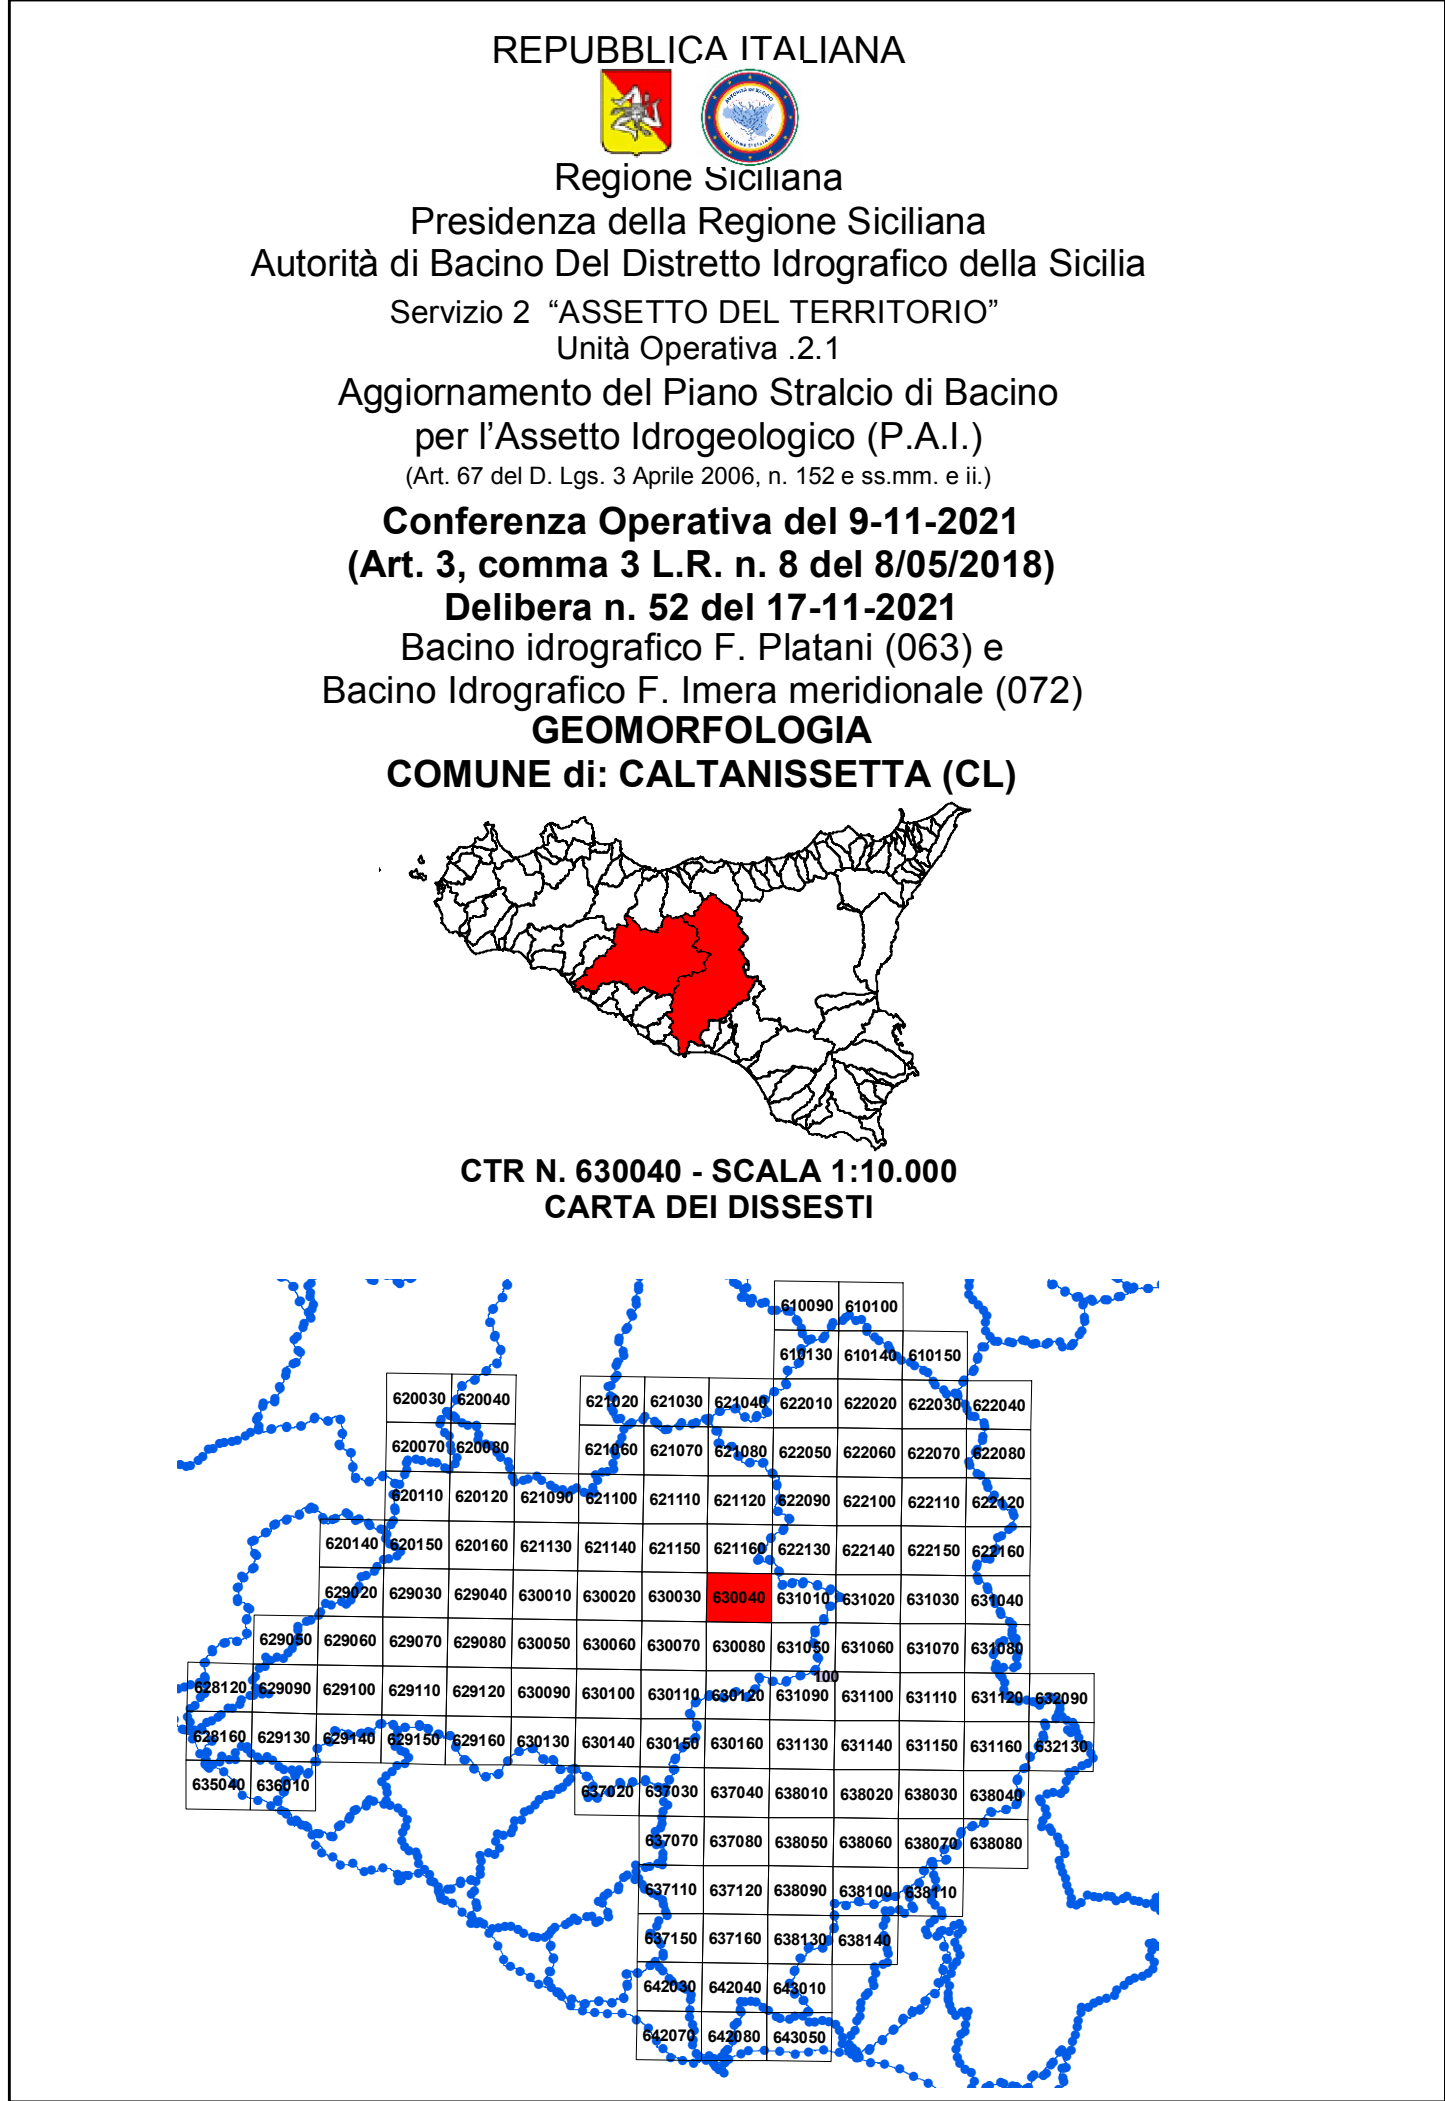 REPUBBLICA ITALIANA
Regione Siciliana
Presidenza della Regione Siciliana
Autorità di Bacino Del Distretto Idrografico della Sicilia
Servizio 2 “ASSETTO DEL TERRITORIO”
Unità Operativa .2.1
Aggiornamento del Piano Stralcio di Bacino
per l’Assetto Idrogeologico (P.A.I.)
(Art. 67 del D. Lgs. 3 Aprile 2006, n. 152 e ss.mm. e ii.)
Conferenza Operativa del 9-11-2021
(Art. 3, comma 3 L.R. n. 8 del 8/05/2018)
Delibera n. 52 del 17-11-2021
Bacino idrografico F. Platani (063) e
Bacino Idrografico F. Imera meridionale (072)
GEOMORFOLOGIA
COMUNE di: CALTANISSETTA (CL)
CTR N. 630040 - SCALA 1:10.000
CARTA DEI DISSESTI
610090 610100
610130 610140 610150
620030 620040 621020 621030 621040 622010 622020 622030 622040
620070 620080 621060 621070 621080 622050 622060 622070 622080
620110 620120 621090 621100 621110 621120 622090 622100 622110 622120
620140 620150 620160 621130 621140 621150 621160 622130 622140 622150 622160
629020 629030 629040 630010 630020 630030 630040 631010 631020 631030 631040
629050 629060 629070 629080 630050 630060 630070 630080 631050 631060 631070 631080
100
628120 629090 629100 629110 629120 630090 630100 630110 630120 631090 631100 631110 631120 632090
628160 629130 629140 629150 629160 630130 630140 630150 630160 631130 631140 631150 631160 632130
635040 636010 637020 637030 637040 638010 638020 638030 638040
637070 637080 638050 638060 638070 638080
637110 637120 638090 638100 638110
637150 637160 638130 638140
642030 642040 643010
642070 642080 643050